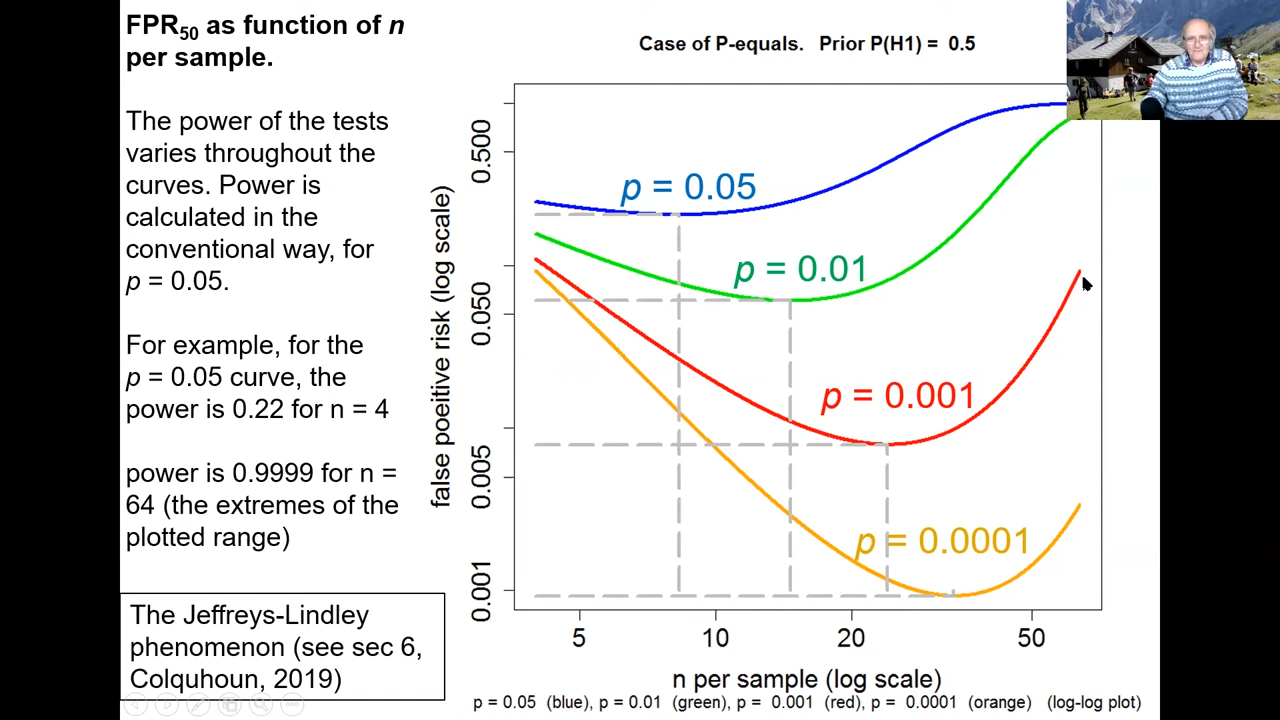 FPR50 as function of n
per sample.
The power of the tests
varies throughout the
curves. Power is
calculated in the
conventional way, for
p = 0.05.
For example, for the
p = 0.05 curve, the
power is 0.22 for n = 4
power is 0.9999 for n =
64 (the extremes of the
plotted range)
The Jeffreys-Lindley
phenomenon (see sec 6,
Colquhoun, 2019)
Case of P-equals. Prior P(H1) = 0.5
false poeitive risk (log scale)
0.500
0.050
0.005
0.001
p = 0.05
p = 0.01
p = 0.001
p = 0.0001
5 10 20 50
n per sample (log scale)
p = 0.05 (blue), p = 0.01 (green), p = 0.001 (red), p = 0.0001 (orange) (log-log plot)